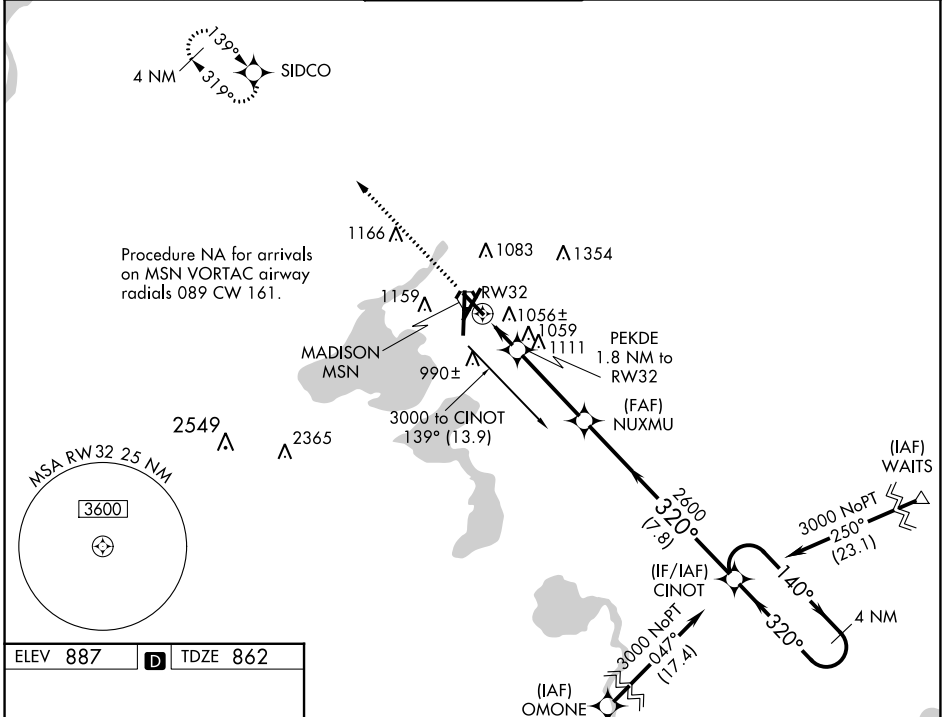 139°
4 NM
SIDCO
319°
1166
1083
1354
Procedure NA for arrivals
on MSN VORTAC airway
radials 089 CW 161.
1159
RW32
1056±
1059
1111
PEKDE
1.8 NM to
RW32
MADISON
MSN
990±
3000 to CINOT
139° (13.9)
(FAF)
NUXMU
2549
2365
MSA RW32 25 NM
3600
(IAF)
WAITS
3000 NoPT
250°
(23.1)
2600
320°
(7.8)
(IF/IAF)
CINOT
140°
320°
4 NM
3000 NoPT
047°
(17.4)
(IAF)
OMONE
ELEV 887 D TDZE 862